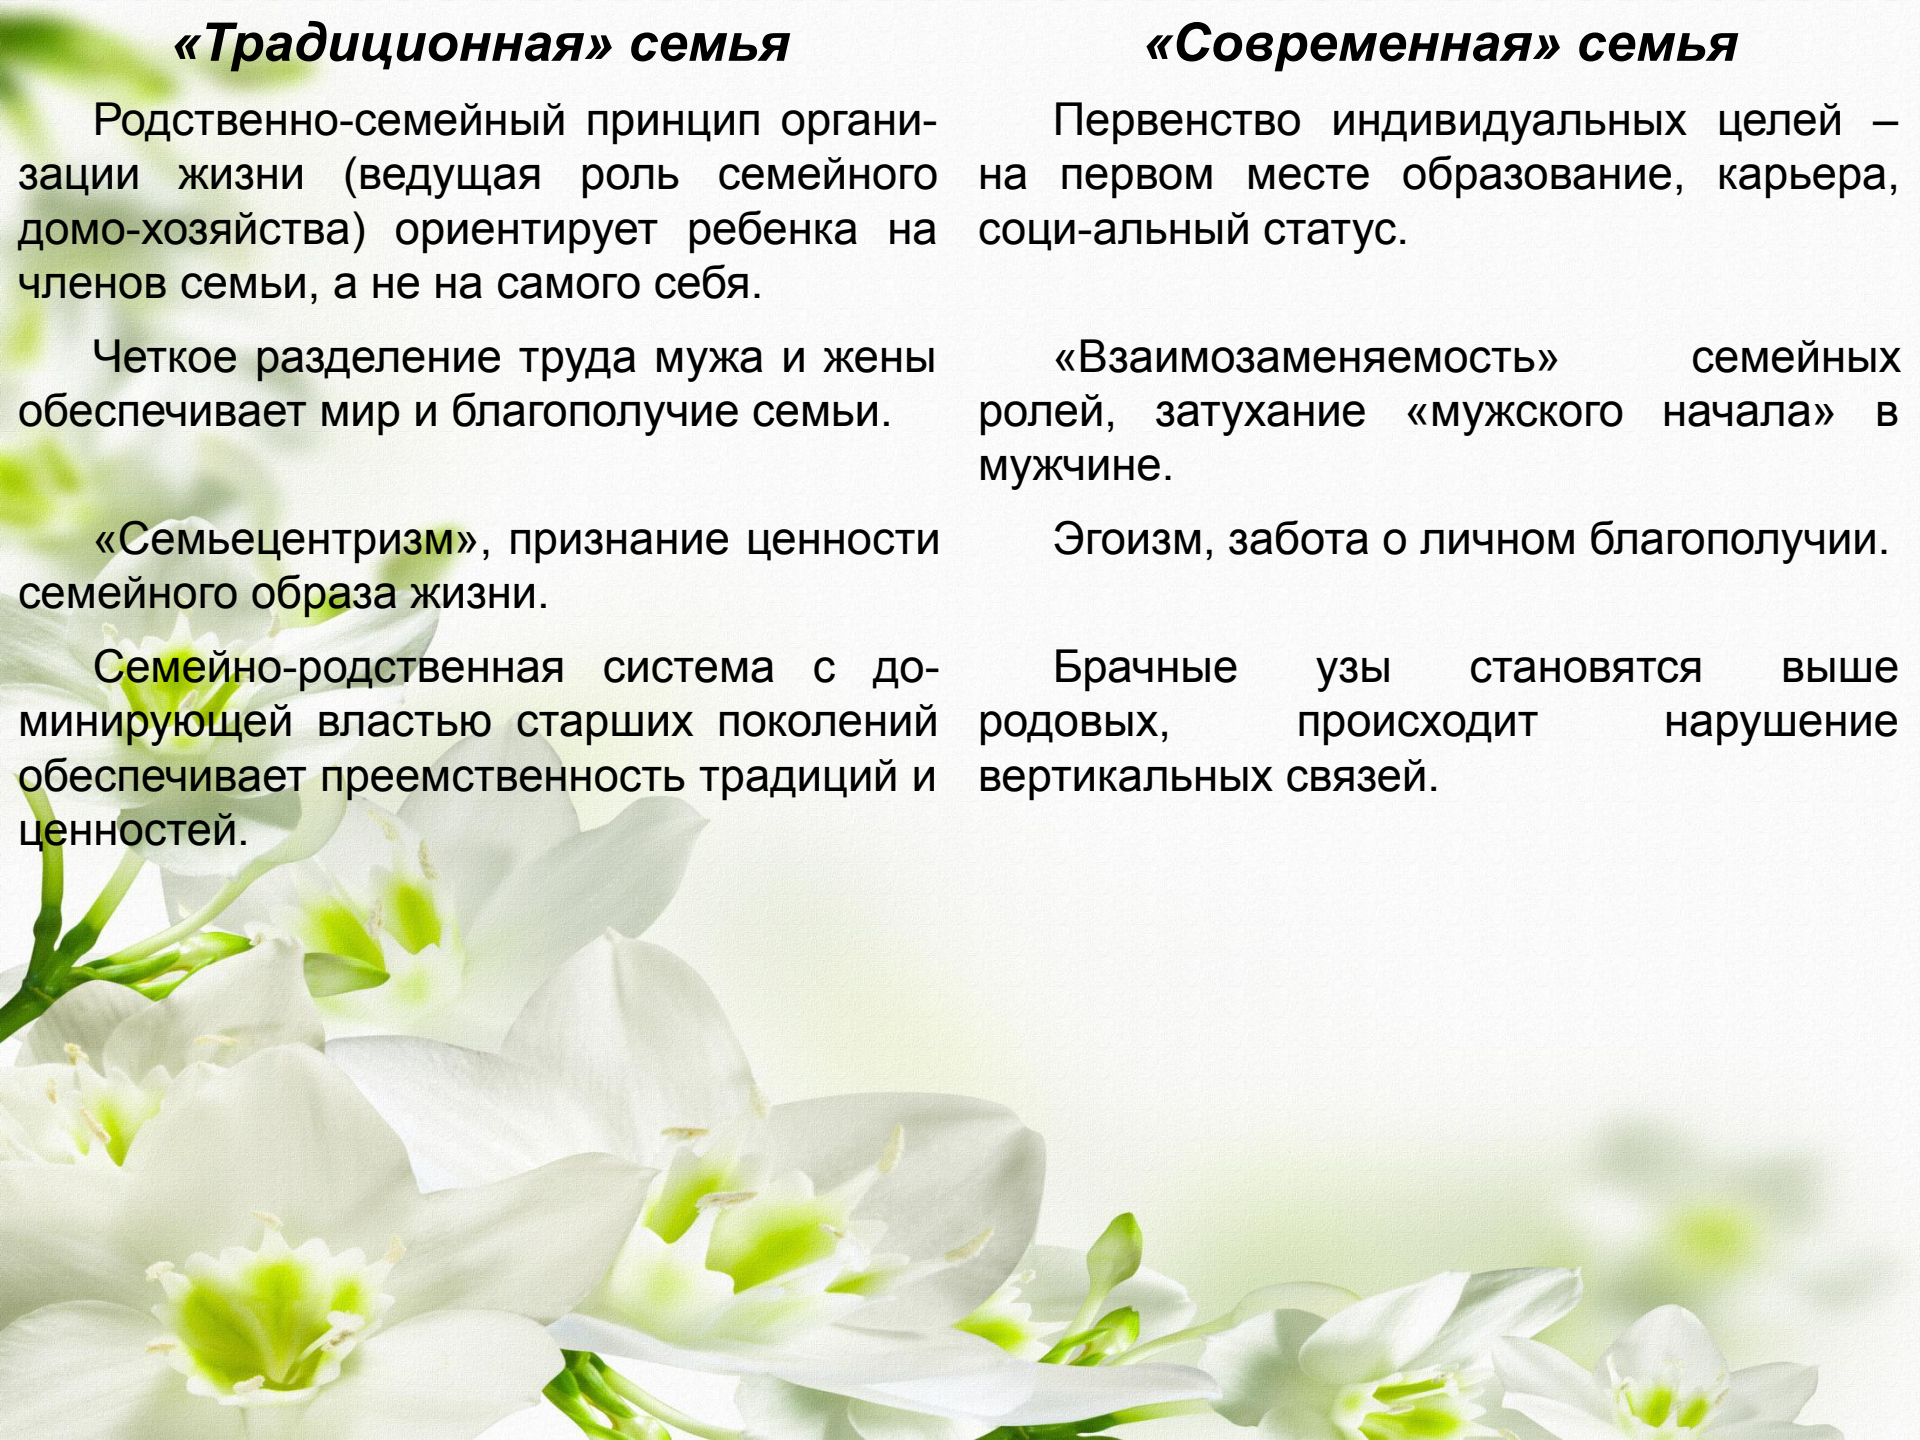 «Традиционная» семья
«Современная» семья
Родственно-семейный принцип органи-
зации жизни (ведущая роль семейного
домо-хозяйства) ориентирует ребенка на
членов семьи, а не на самого себя.
Первенство индивидуальных целей –
на первом месте образование, карьера,
соци-альный статус.
Четкое разделение труда мужа и жены
обеспечивает мир и благополучие семьи.
«Взаимозаменяемость» семейных
ролей, затухание «мужского начала» в
мужчине.
«Семьецентризм», признание ценности
семейного образа жизни.
Эгоизм, забота о личном благополучии.
Семейно-родственная система с до-
минирующей властью старших поколений
обеспечивает преемственность традиций и
ценностей.
Брачные узы становятся выше
родовых, происходит нарушение
вертикальных связей.